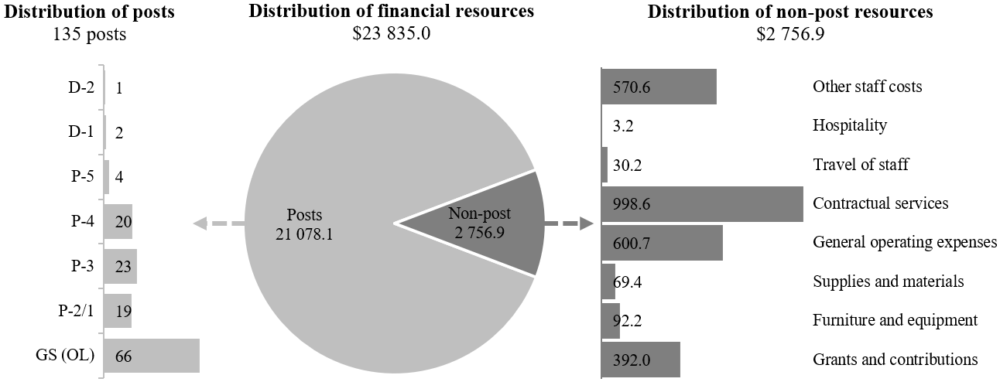 Distribution of posts
135 posts
D-2 1
D-1 2
P-5 4
P-4 20
P-3 23
P-2/1 19
GS (OL) 66
Distribution of financial resources
$23 835.0
Posts
21 078.1
Non-post
2 756.9
Distribution of non-post resources
$2 756.9
570.6 Other staff costs
3.2 Hospitality
30.2 Travel of staff
998.6 Contractual services
600.7 General operating expenses
69.4 Supplies and materials
92.2 Furniture and equipment
392.0 Grants and contributions